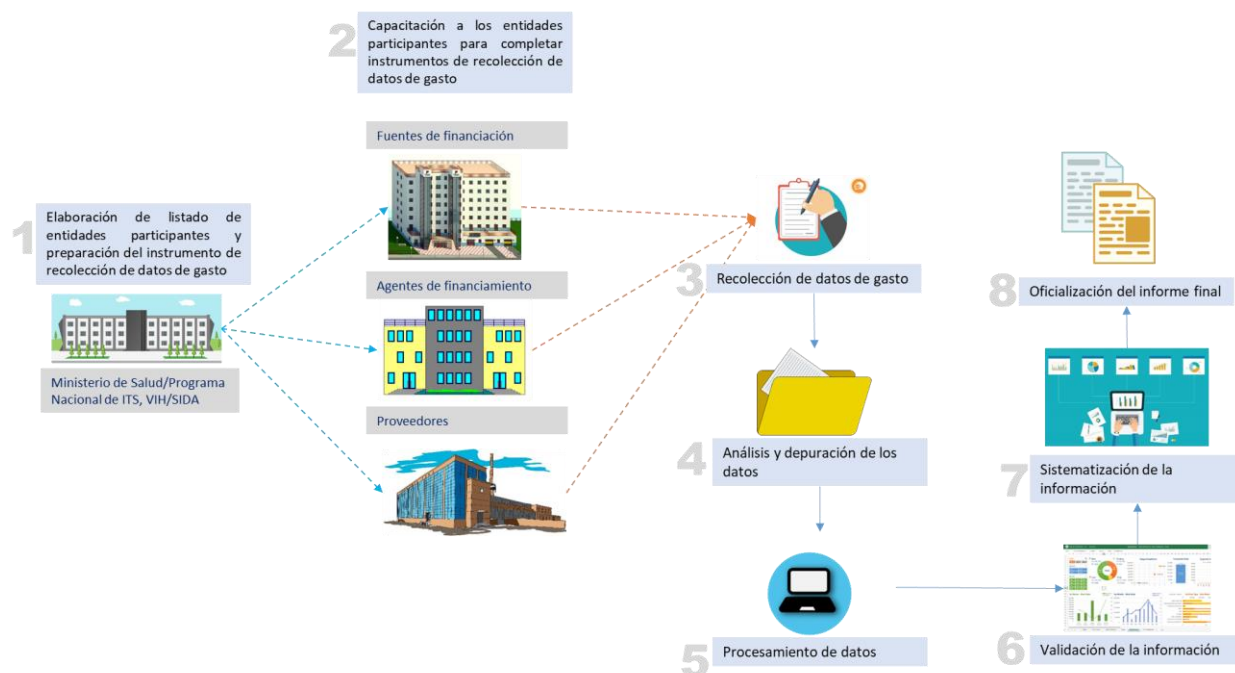 1
Elaboración de listado de
entidades participantes y
preparación del instrumento de
recolección de datos de gasto
Ministerio de Salud/Programa
Nacional de ITS, VIH/SIDA
2
Capacitación a los entidades
participantes para completar
instrumentos de recolección de
datos de gasto
Fuentes de financiación
Agentes de financiamiento
Proveedores
3
Recolección de datos de gasto
4
Análisis y depuración de los
datos
5
Procesamiento de datos
6
Validación de la información
7
Sistematización de la
información
8
Oficialización del informe final